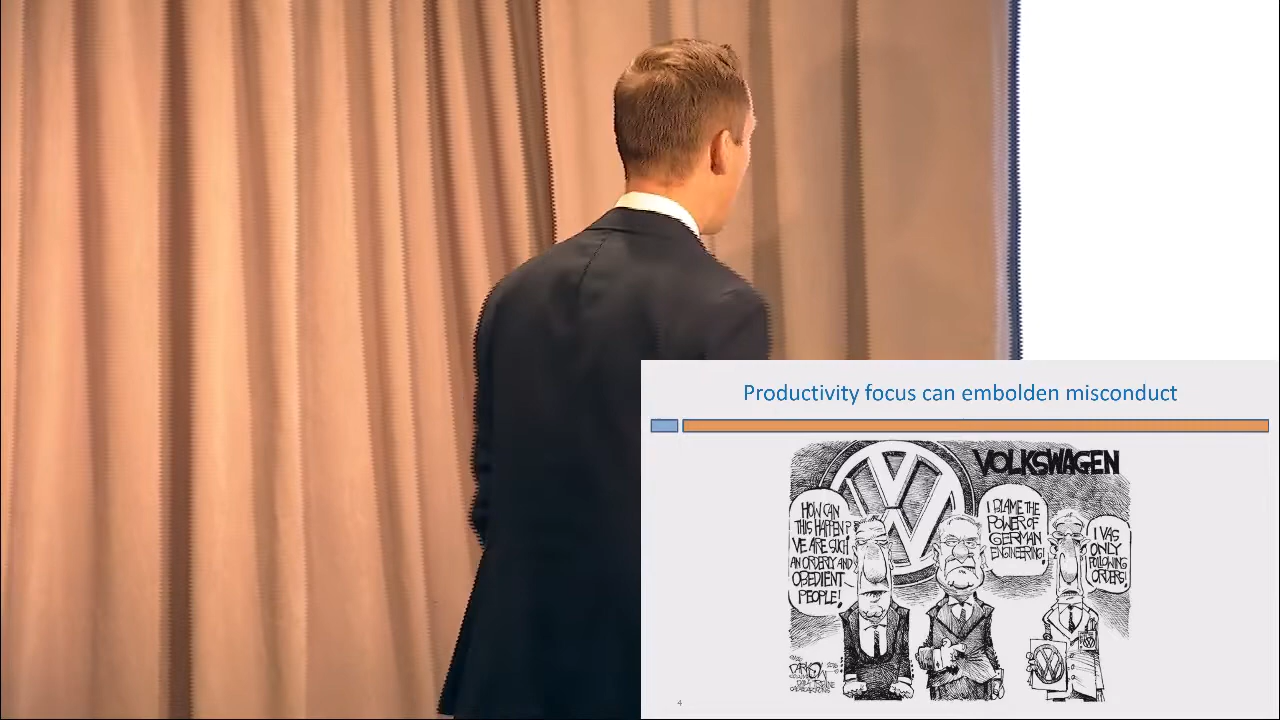 Productivity focus can embolden misconduct
VOLKSWAGEN
HOW CAN
THIS HAPPEN?
VE ARE SUCH
AN ORDERLY AND
OBEDIENT
PEOPLE!
I BLAME THE
POWER OF
GERMAN
ENGINEERING!
I VAS
ONLY
FOLLOWING
ORDERS.
4